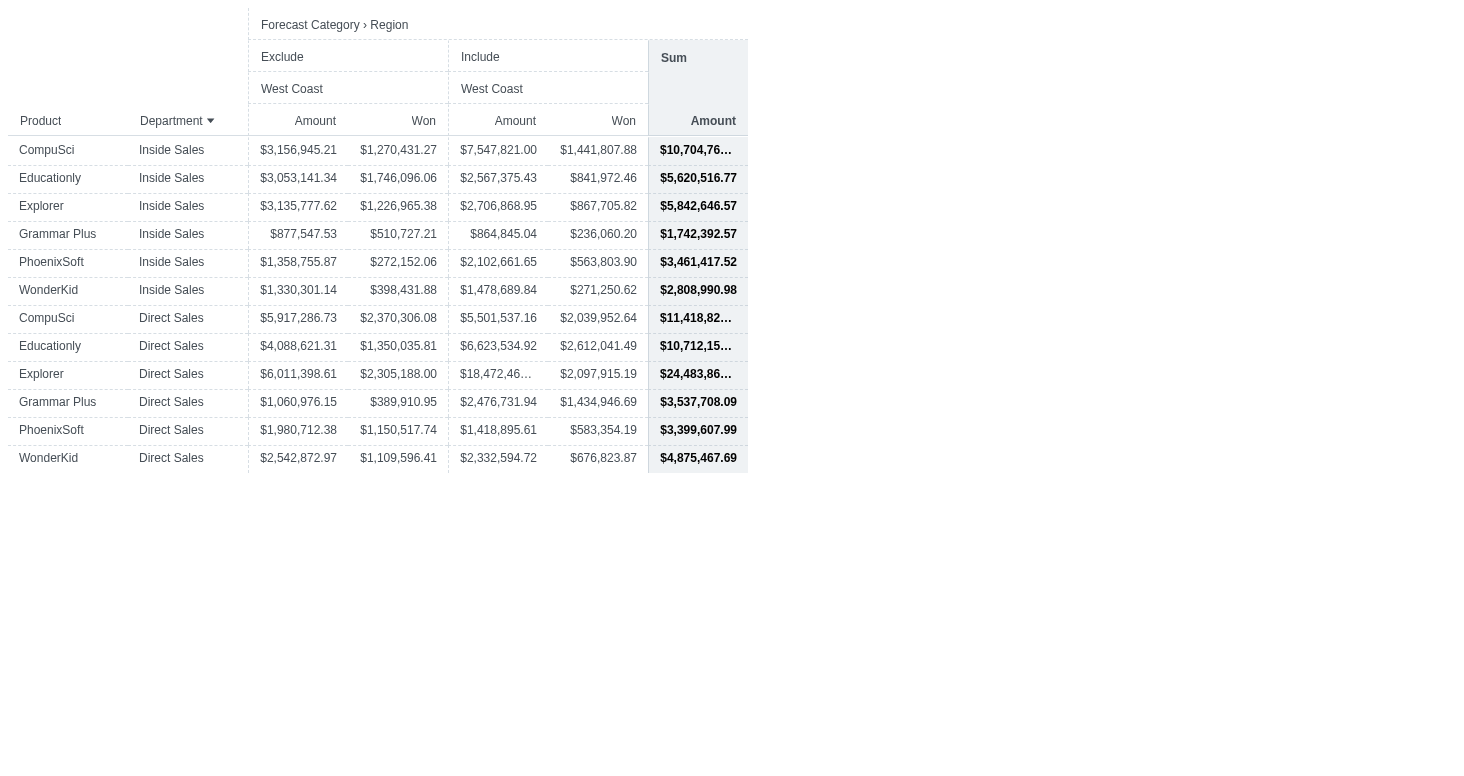 Forecast Category › Region
Exclude Include Sum
West Coast West Coast
Product Department Amount Won Amount Won Amount
CompuSci Inside Sales $3,156,945.21 $1,270,431.27 $7,547,821.00 $1,441,807.88 $10,704,76…
Educationly Inside Sales $3,053,141.34 $1,746,096.06 $2,567,375.43 $841,972.46 $5,620,516.77
Explorer Inside Sales $3,135,777.62 $1,226,965.38 $2,706,868.95 $867,705.82 $5,842,646.57
Grammar Plus Inside Sales $877,547.53 $510,727.21 $864,845.04 $236,060.20 $1,742,392.57
PhoenixSoft Inside Sales $1,358,755.87 $272,152.06 $2,102,661.65 $563,803.90 $3,461,417.52
WonderKid Inside Sales $1,330,301.14 $398,431.88 $1,478,689.84 $271,250.62 $2,808,990.98
CompuSci Direct Sales $5,917,286.73 $2,370,306.08 $5,501,537.16 $2,039,952.64 $11,418,82…
Educationly Direct Sales $4,088,621.31 $1,350,035.81 $6,623,534.92 $2,612,041.49 $10,712,15…
Explorer Direct Sales $6,011,398.61 $2,305,188.00 $18,472,46… $2,097,915.19 $24,483,86…
Grammar Plus Direct Sales $1,060,976.15 $389,910.95 $2,476,731.94 $1,434,946.69 $3,537,708.09
PhoenixSoft Direct Sales $1,980,712.38 $1,150,517.74 $1,418,895.61 $583,354.19 $3,399,607.99
WonderKid Direct Sales $2,542,872.97 $1,109,596.41 $2,332,594.72 $676,823.87 $4,875,467.69